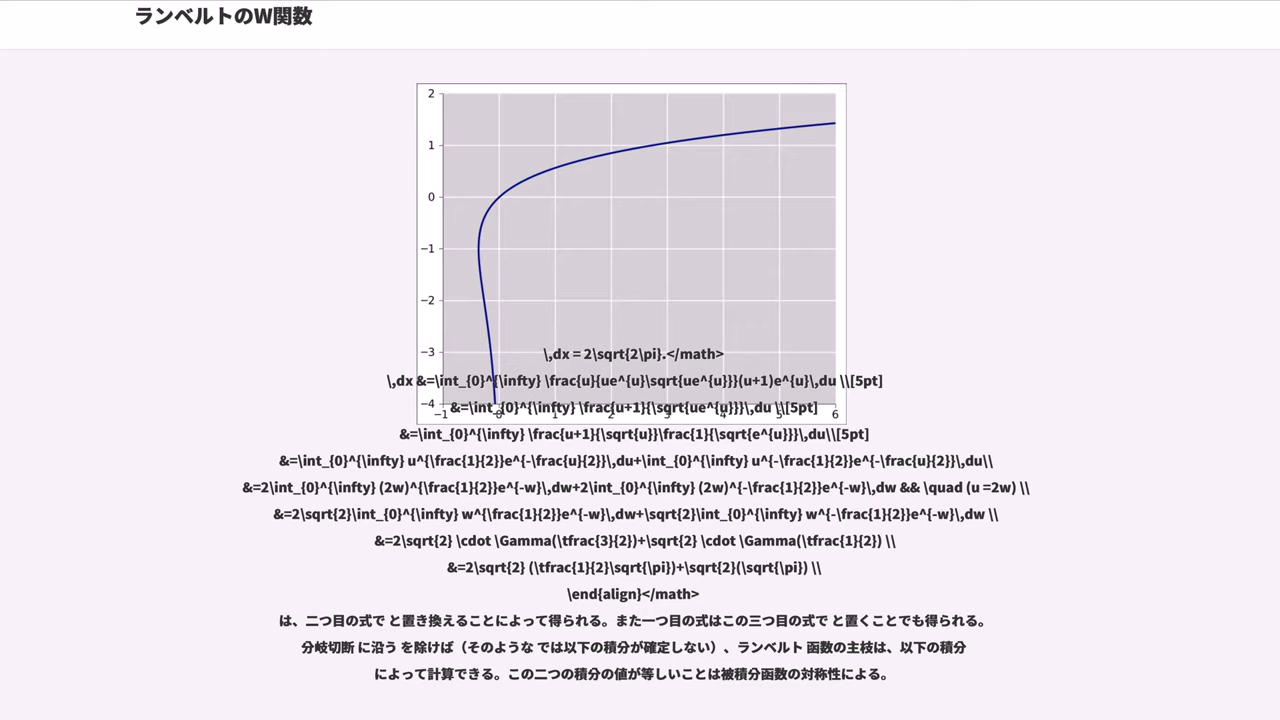 ランベルトのW関数
2
1
0
−1
−2
−3
−4
−1 0 1 2 3 4 5 6
\,dx = 2\sqrt{2\pi}.</math>
\,dx &=\int_{0}^{\infty} \frac{u}{ue^{u}\sqrt{ue^{u}}}(u+1)e^{u}\,du \\[5pt]
&=\int_{0}^{\infty} \frac{u+1}{\sqrt{ue^{u}}}\,du \\[5pt]
&=\int_{0}^{\infty} \frac{u+1}{\sqrt{u}}\frac{1}{\sqrt{e^{u}}}\,du\\[5pt]
&=\int_{0}^{\infty} u^{\frac{1}{2}}e^{-\frac{u}{2}}\,du+\int_{0}^{\infty} u^{-\frac{1}{2}}e^{-\frac{u}{2}}\,du\\
&=2\int_{0}^{\infty} (2w)^{\frac{1}{2}}e^{-w}\,dw+2\int_{0}^{\infty} (2w)^{-\frac{1}{2}}e^{-w}\,dw && \quad (u =2w) \\
&=2\sqrt{2}\int_{0}^{\infty} w^{\frac{1}{2}}e^{-w}\,dw+\sqrt{2}\int_{0}^{\infty} w^{-\frac{1}{2}}e^{-w}\,dw \\
&=2\sqrt{2} \cdot \Gamma(\tfrac{3}{2})+\sqrt{2} \cdot \Gamma(\tfrac{1}{2}) \\
&=2\sqrt{2} (\tfrac{1}{2}\sqrt{\pi})+\sqrt{2}(\sqrt{\pi}) \\
\end{align}</math>
は、二つ目の式で と置き換えることによって得られる。また一つ目の式はこの三つ目の式で と置くことでも得られる。
分岐切断 に沿う を除けば（そのような では以下の積分が確定しない）、ランベルト 函数の主枝は、以下の積分
によって計算できる。この二つの積分の値が等しいことは被積分函数の対称性による。